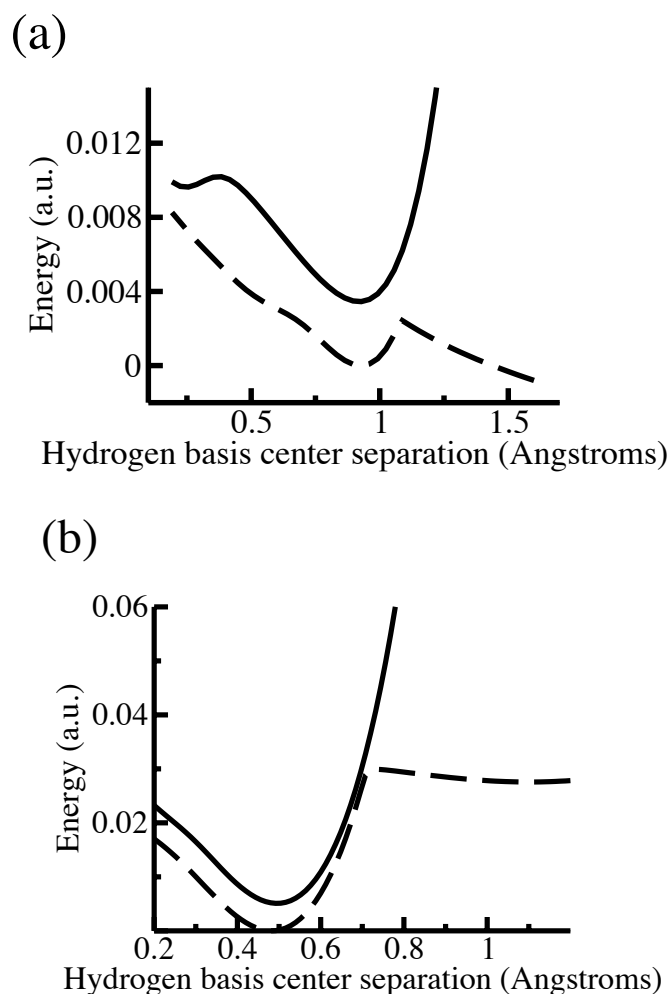 (a)
0.012
0.008
0.004
0
Energy (a.u.)
0.5 1 1.5
Hydrogen basis center separation (Angstroms)
(b)
0.06
0.04
0.02
Energy (a.u.)
0.2 0.4 0.6 0.8 1
Hydrogen basis center separation (Angstroms)